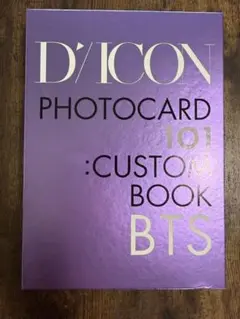 D'/ICON
PHOTOCARD
101
:CUSTOM
BOOK
BTS